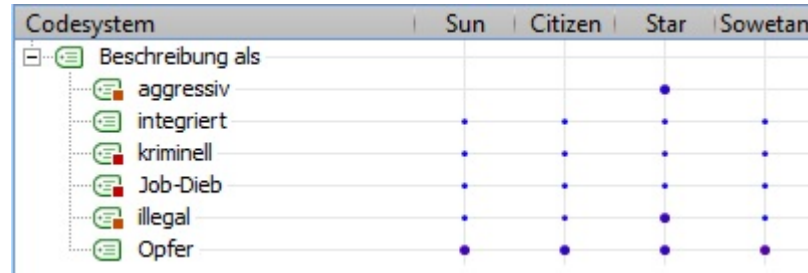 Codesystem Sun Citizen Star Sowetan
Beschreibung als
aggressiv
integriert
kriminell
Job-Dieb
illegal
Opfer